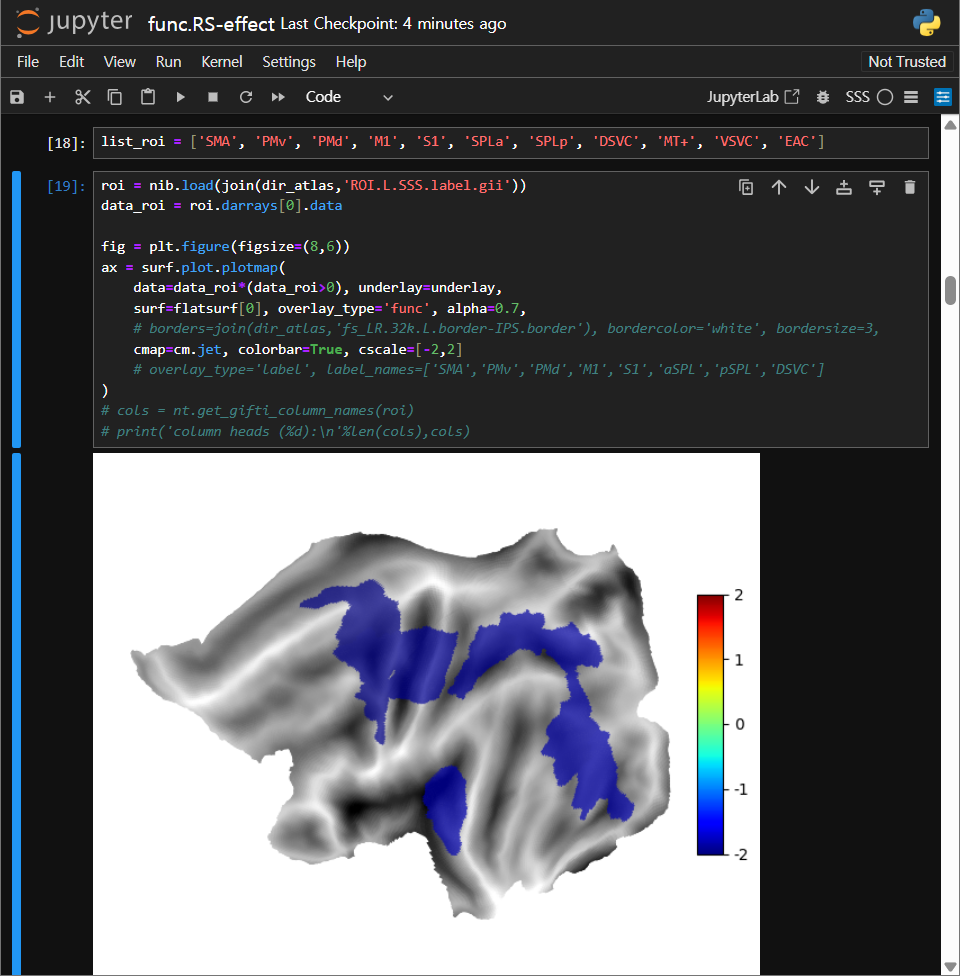 jupyter func.RS-effect Last Checkpoint: 4 minutes ago
File Edit View Run Kernel Settings Help Not Trusted
Code JupyterLab SSS
[18]: list_roi = ['SMA', 'PMv', 'PMd', 'M1', 'S1', 'SPLa', 'SPLp', 'DSVC', 'MT+', 'VSVC', 'EAC']
[19]: roi = nib.load(join(dir_atlas,'ROI.L.SSS.label.gii'))
data_roi = roi.darrays[0].data
fig = plt.figure(figsize=(8,6))
ax = surf.plot.plotmap(
    data=data_roi*(data_roi>0), underlay=underlay,
    surf=flatsurf[0], overlay_type='func', alpha=0.7,
    # borders=join(dir_atlas,'fs_LR.32k.L.border-IPS.border'), bordercolor='white', bordersize=3,
    cmap=cm.jet, colorbar=True, cscale=[-2,2]
    # overlay_type='label', label_names=['SMA','PMv','PMd','M1','S1','aSPL','pSPL','DSVC']
)
# cols = nt.get_gifti_column_names(roi)
# print('column heads (%d):\n'%len(cols),cols)
2
1
0
-1
-2